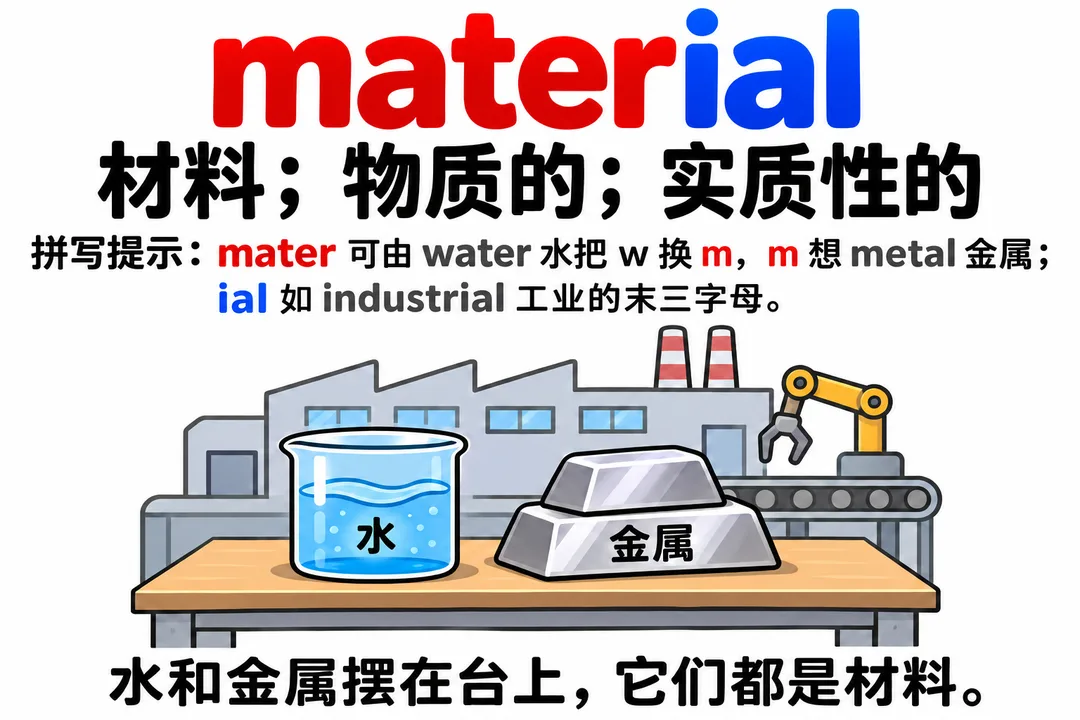 material
材料；物质的；实质性的
拼写提示：mater 可由 water 水把 w 换 m，m 想 metal 金属；
ial 如 industrial 工业的末三字母。
水
金属
水和金属摆在台上，它们都是材料。